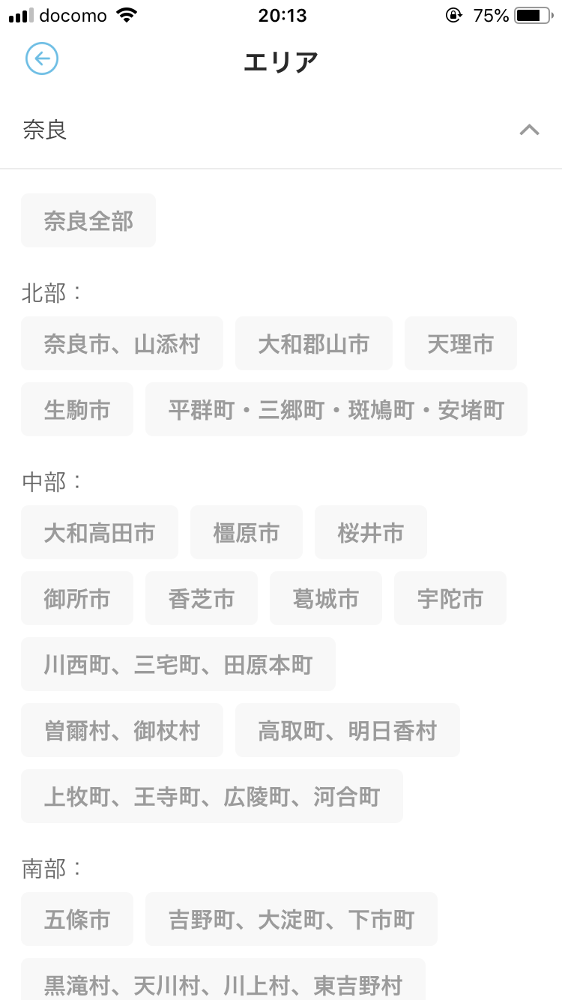 docomo 20:13 75%
エリア
奈良
奈良全部
北部：
奈良市、山添村 大和郡山市 天理市
生駒市 平群町・三郷町・斑鳩町・安堵町
中部：
大和高田市 橿原市 桜井市
御所市 香芝市 葛城市 宇陀市
川西町、三宅町、田原本町
曽爾村、御杖村 高取町、明日香村
上牧町、王寺町、広陵町、河合町
南部：
五條市 吉野町、大淀町、下市町
黒滝村、天川村、川上村、東吉野村